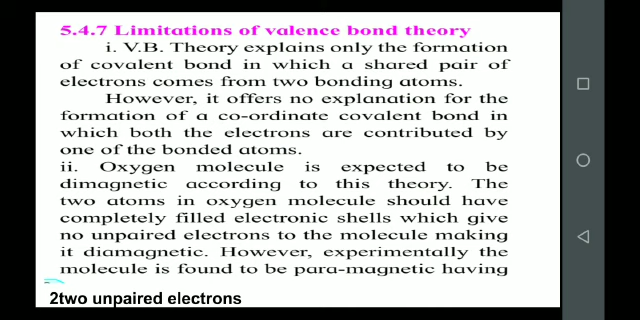 5.4.7 Limitations of valence bond theory
i. V.B. Theory explains only the formation
of covalent bond in which a shared pair of
electrons comes from two bonding atoms.
However, it offers no explanation for the
formation of a co-ordinate covalent bond in
which both the electrons are contributed by
one of the bonded atoms.
ii. Oxygen molecule is expected to be
dimagnetic according to this theory. The
two atoms in oxygen molecule should have
completely filled electronic shells which give
no unpaired electrons to the molecule making
it diamagnetic. However, experimentally the
molecule is found to be para-magnetic having
2two unpaired electrons